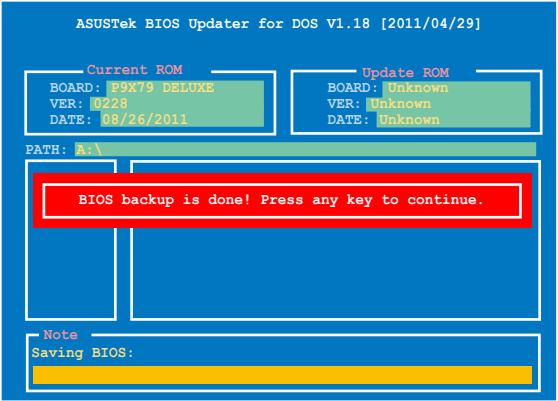 ASUSTek BIOS Updater for DOS V1.18 [2011/04/29]
Current ROM
BOARD: P9X79 DELUXE
VER: 0228
DATE: 08/26/2011
Update ROM
BOARD: Unknown
VER: Unknown
DATE: Unknown
PATH: A:\
BIOS backup is done! Press any key to continue.
Note
Saving BIOS: